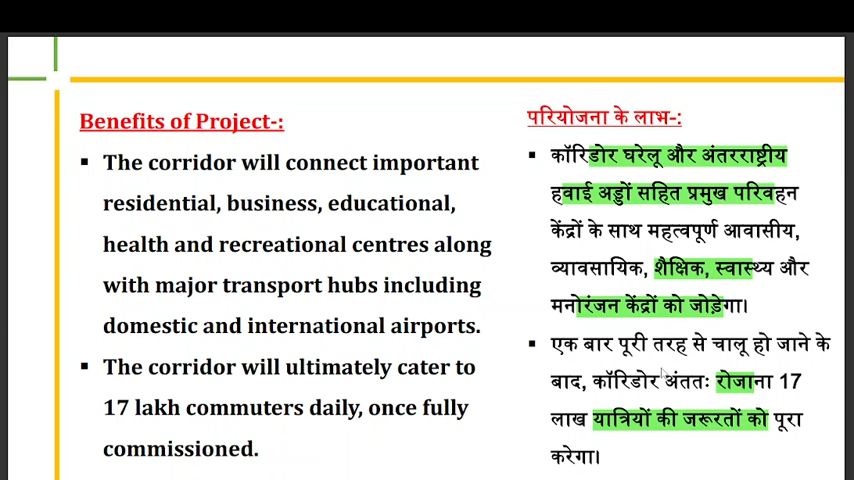 Benefits of Project-:
▪ The corridor will connect important
residential, business, educational,
health and recreational centres along
with major transport hubs including
domestic and international airports.
▪ The corridor will ultimately cater to
17 lakh commuters daily, once fully
commissioned.
परियोजना के लाभ-:
▪ कॉरिडोर घरेलू और अंतरराष्ट्रीय
हवाई अड्डों सहित प्रमुख परिवहन
केंद्रों के साथ महत्वपूर्ण आवासीय,
व्यावसायिक, शैक्षिक, स्वास्थ्य और
मनोरंजन केंद्रों को जोड़ेगा।
▪ एक बार पूरी तरह से चालू हो जाने के
बाद, कॉरिडोर अंततः रोजाना 17
लाख यात्रियों की जरूरतों को पूरा
करेगा।